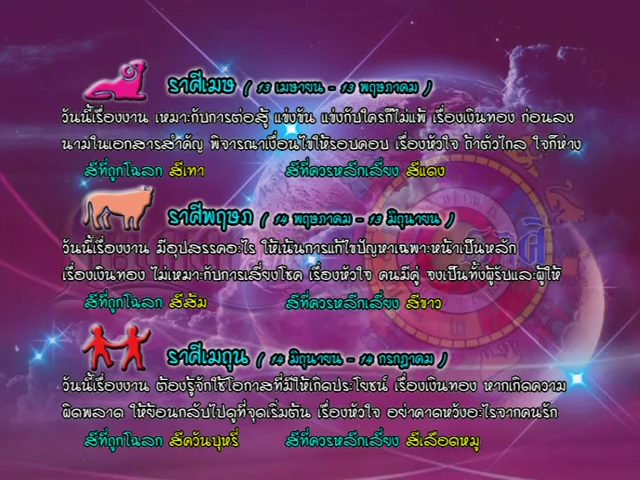 ราศีเมษ ( 13 เมษายน - 13 พฤษภาคม )
วันนี้เรื่องงาน เหมาะกับการต่อสู้ แข่งขัน แข่งกับใครก็ไม่แพ้ เรื่องเงินทอง ก่อนลง
นามในเอกสารสำคัญ พิจารณาเงื่อนไขให้รอบคอบ เรื่องหัวใจ ถ้าตัวไกล ใจก็ห่าง
สีที่ถูกโฉลก สีเทา สีที่ควรหลีกเลี่ยง สีแดง
ราศีพฤษภ ( 14 พฤษภาคม - 13 มิถุนายน )
วันนี้เรื่องงาน มีอุปสรรคอะไร ให้เน้นการแก้ไขปัญหาเฉพาะหน้าเป็นหลัก
เรื่องเงินทอง ไม่เหมาะกับการเสี่ยงโชค เรื่องหัวใจ คนมีคู่ จงเป็นทั้งผู้รับและผู้ให้
สีที่ถูกโฉลก สีส้ม สีที่ควรหลีกเลี่ยง สีขาว
ราศีเมถุน ( 14 มิถุนายน - 14 กรกฎาคม )
วันนี้เรื่องงาน ต้องรู้จักใช้โอกาสที่มีให้เกิดประโยชน์ เรื่องเงินทอง หากเกิดความ
ผิดพลาด ให้ย้อนกลับไปดูที่จุดเริ่มต้น เรื่องหัวใจ อย่าคาดหวังอะไรจากคนรัก
สีที่ถูกโฉลก สีควันบุหรี่ สีที่ควรหลีกเลี่ยง สีเลือดหมู